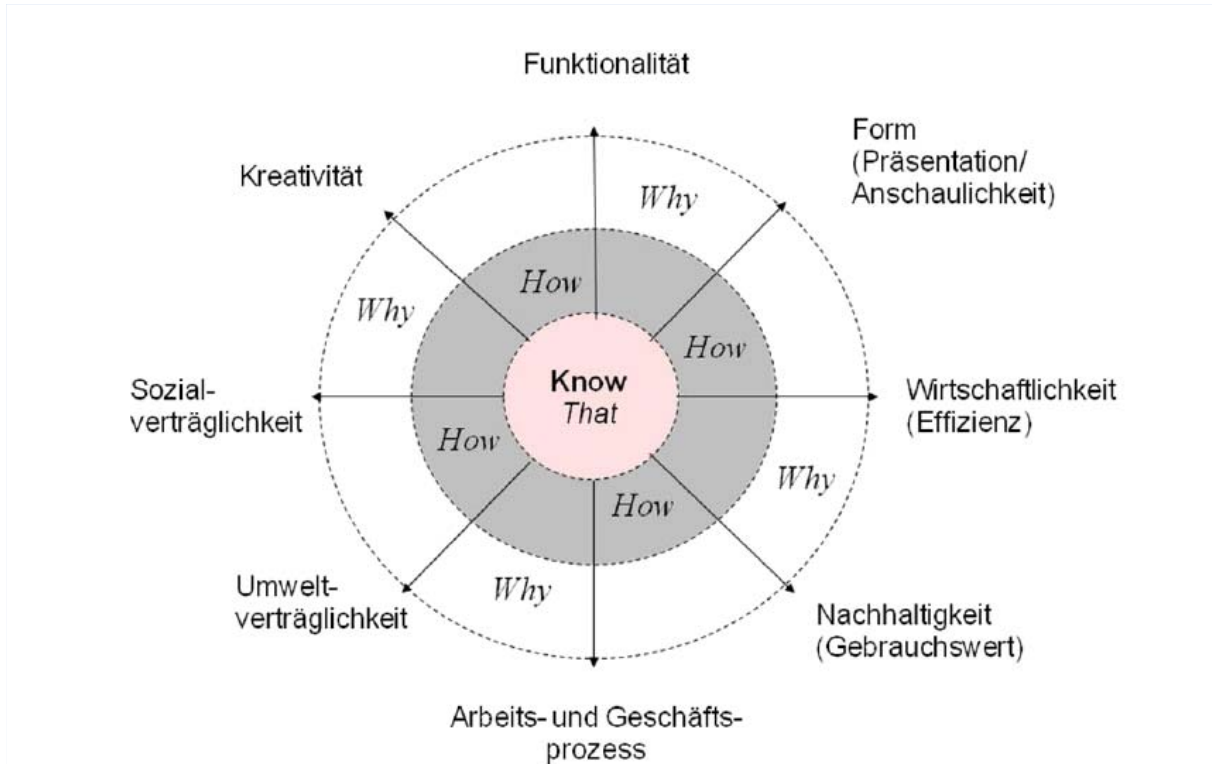 Funktionalität
Form
(Präsentation/
Anschaulichkeit)
Kreativität
Why
How
Why
How
Know
That
Sozial-
verträglichkeit
Wirtschaftlichkeit
(Effizienz)
How
Why
How
Why
Umwelt-
verträglichkeit
Nachhaltigkeit
(Gebrauchswert)
Arbeits- und Geschäfts-
prozess